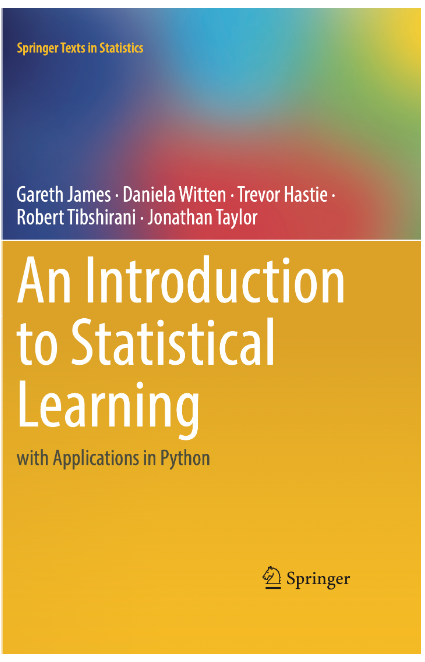 Springer Texts in Statistics
Gareth James · Daniela Witten · Trevor Hastie ·
Robert Tibshirani · Jonathan Taylor
An Introduction
to Statistical
Learning
with Applications in Python
Springer